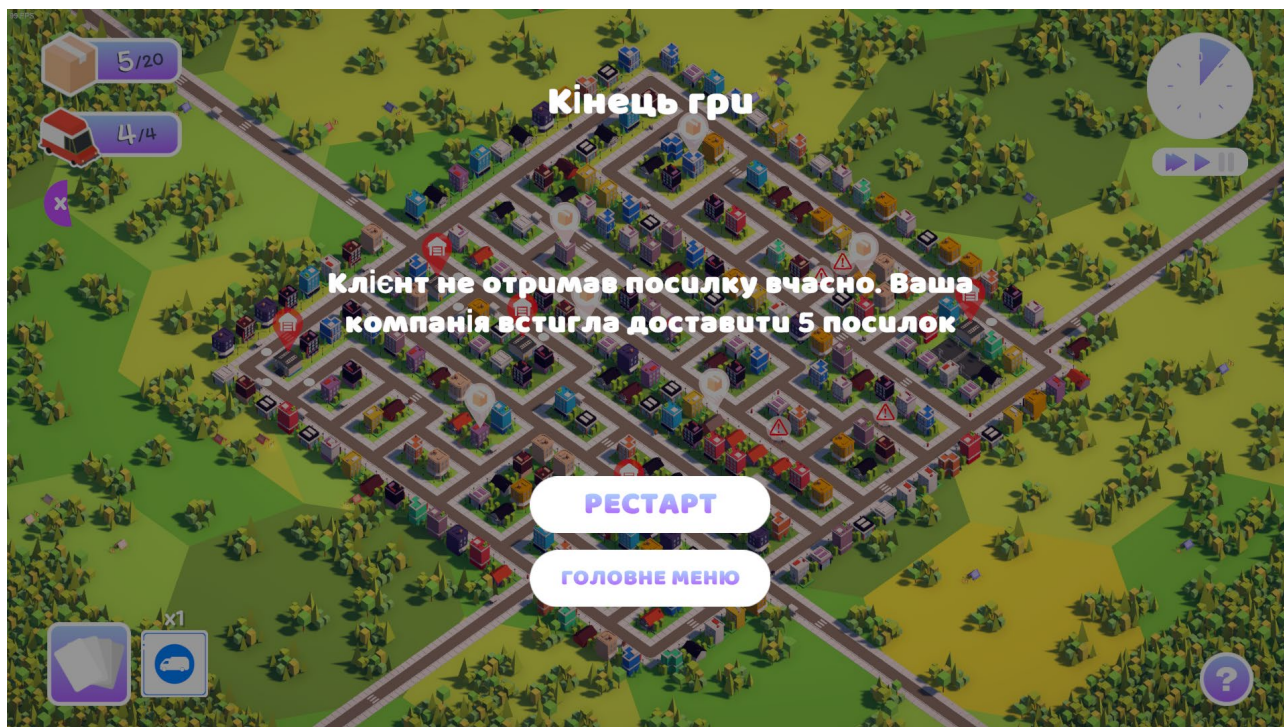 5/20
4/4
Кінець гри
Клієнт не отримав посилку вчасно. Ваша
компанія встигла доставити 5 посилок
РЕСТАРТ
ГОЛОВНЕ МЕНЮ
x1
?